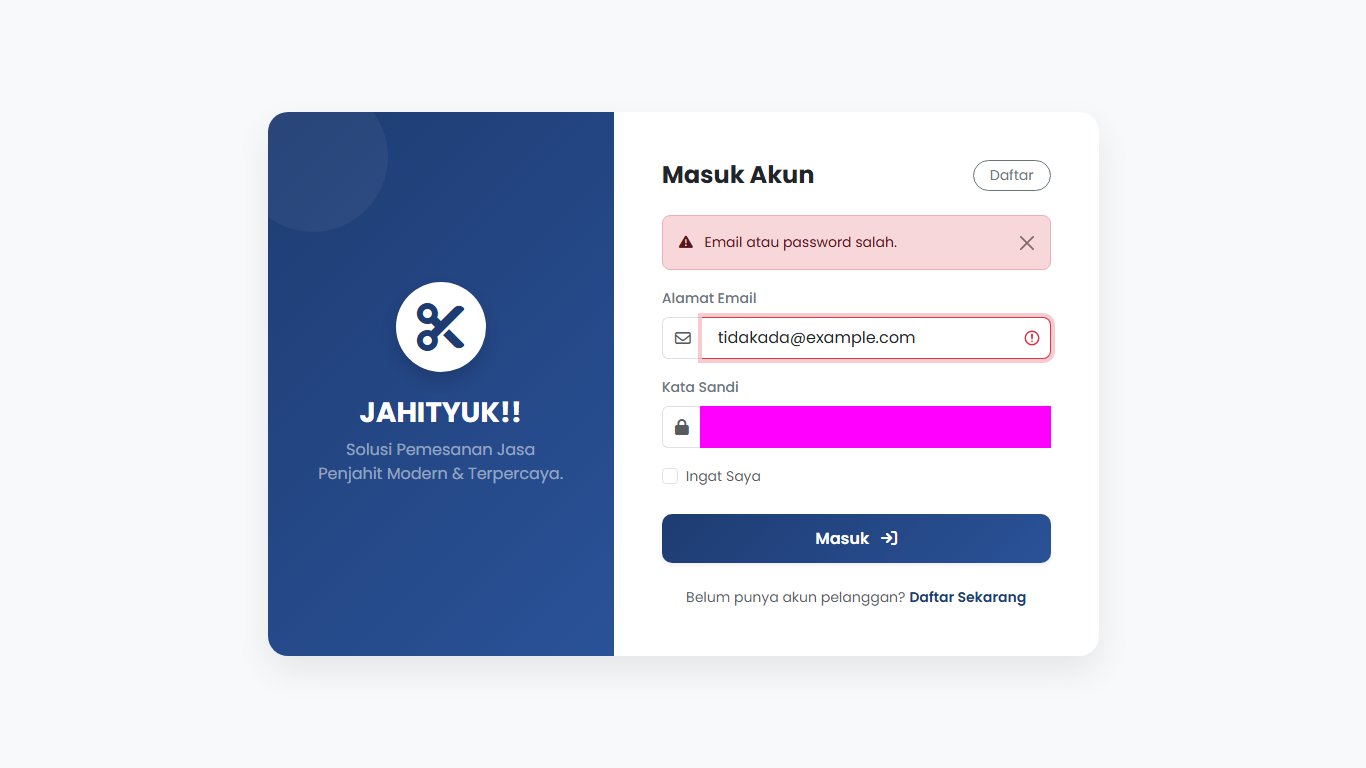 JAHITYUK!!
Solusi Pemesanan Jasa
Penjahit Modern & Terpercaya.
Masuk Akun
Daftar
Email atau password salah.
Alamat Email
tidakada@example.com
Kata Sandi
Ingat Saya
Masuk
Belum punya akun pelanggan? Daftar Sekarang